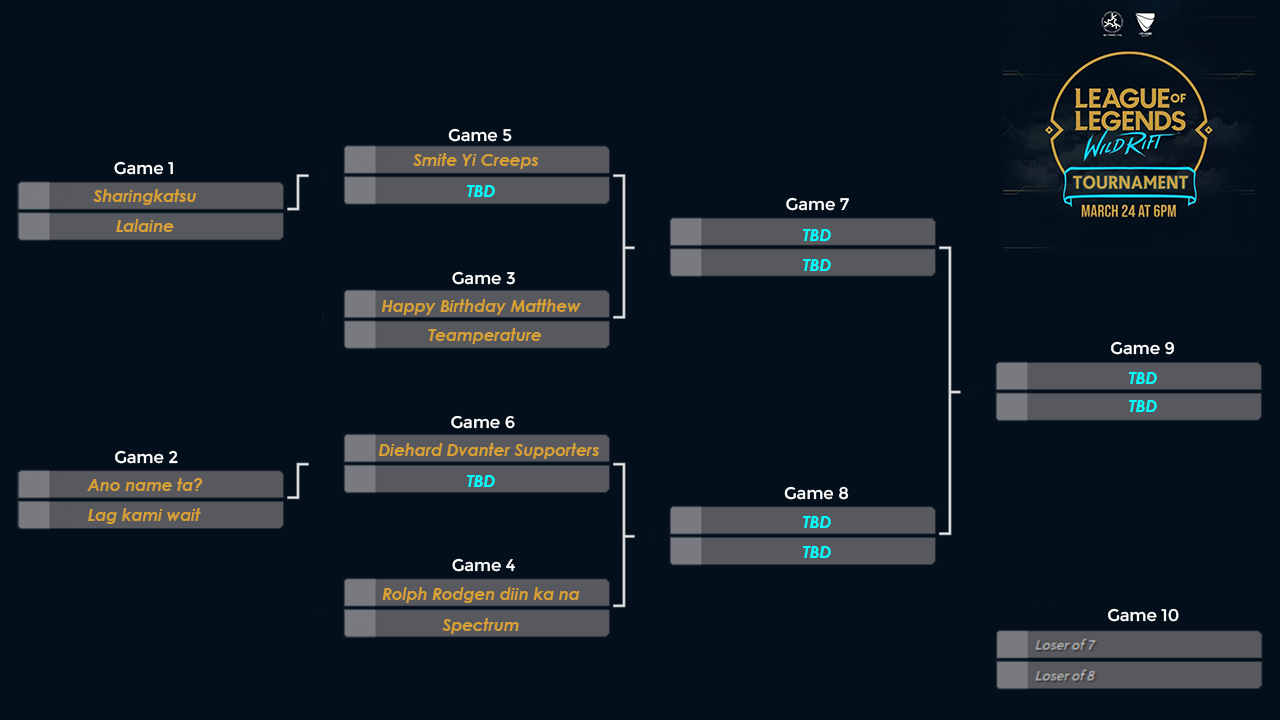 LEAGUE OF
LEGENDS
WILD RIFT
TOURNAMENT
MARCH 24 AT 6PM
Game 1
Sharingkatsu
Lalaine
Game 2
Ano name ta?
Lag kami wait
Game 5
Smite Yi Creeps
TBD
Game 3
Happy Birthday Matthew
Teamperature
Game 6
Diehard Dvanter Supporters
TBD
Game 4
Rolph Rodgen diin ka na
Spectrum
Game 7
TBD
TBD
Game 8
TBD
TBD
Game 9
TBD
TBD
Game 10
Loser of 7
Loser of 8